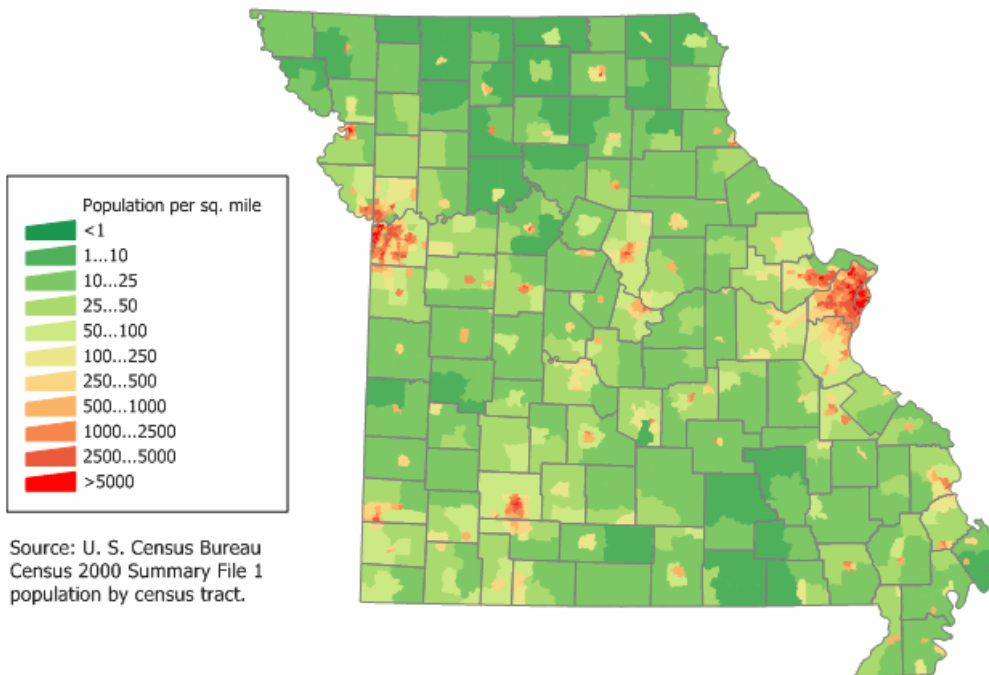 Population per sq. mile
<1
1...10
10...25
25...50
50...100
100...250
250...500
500...1000
1000...2500
2500...5000
>5000
Source: U. S. Census Bureau
Census 2000 Summary File 1
population by census tract.